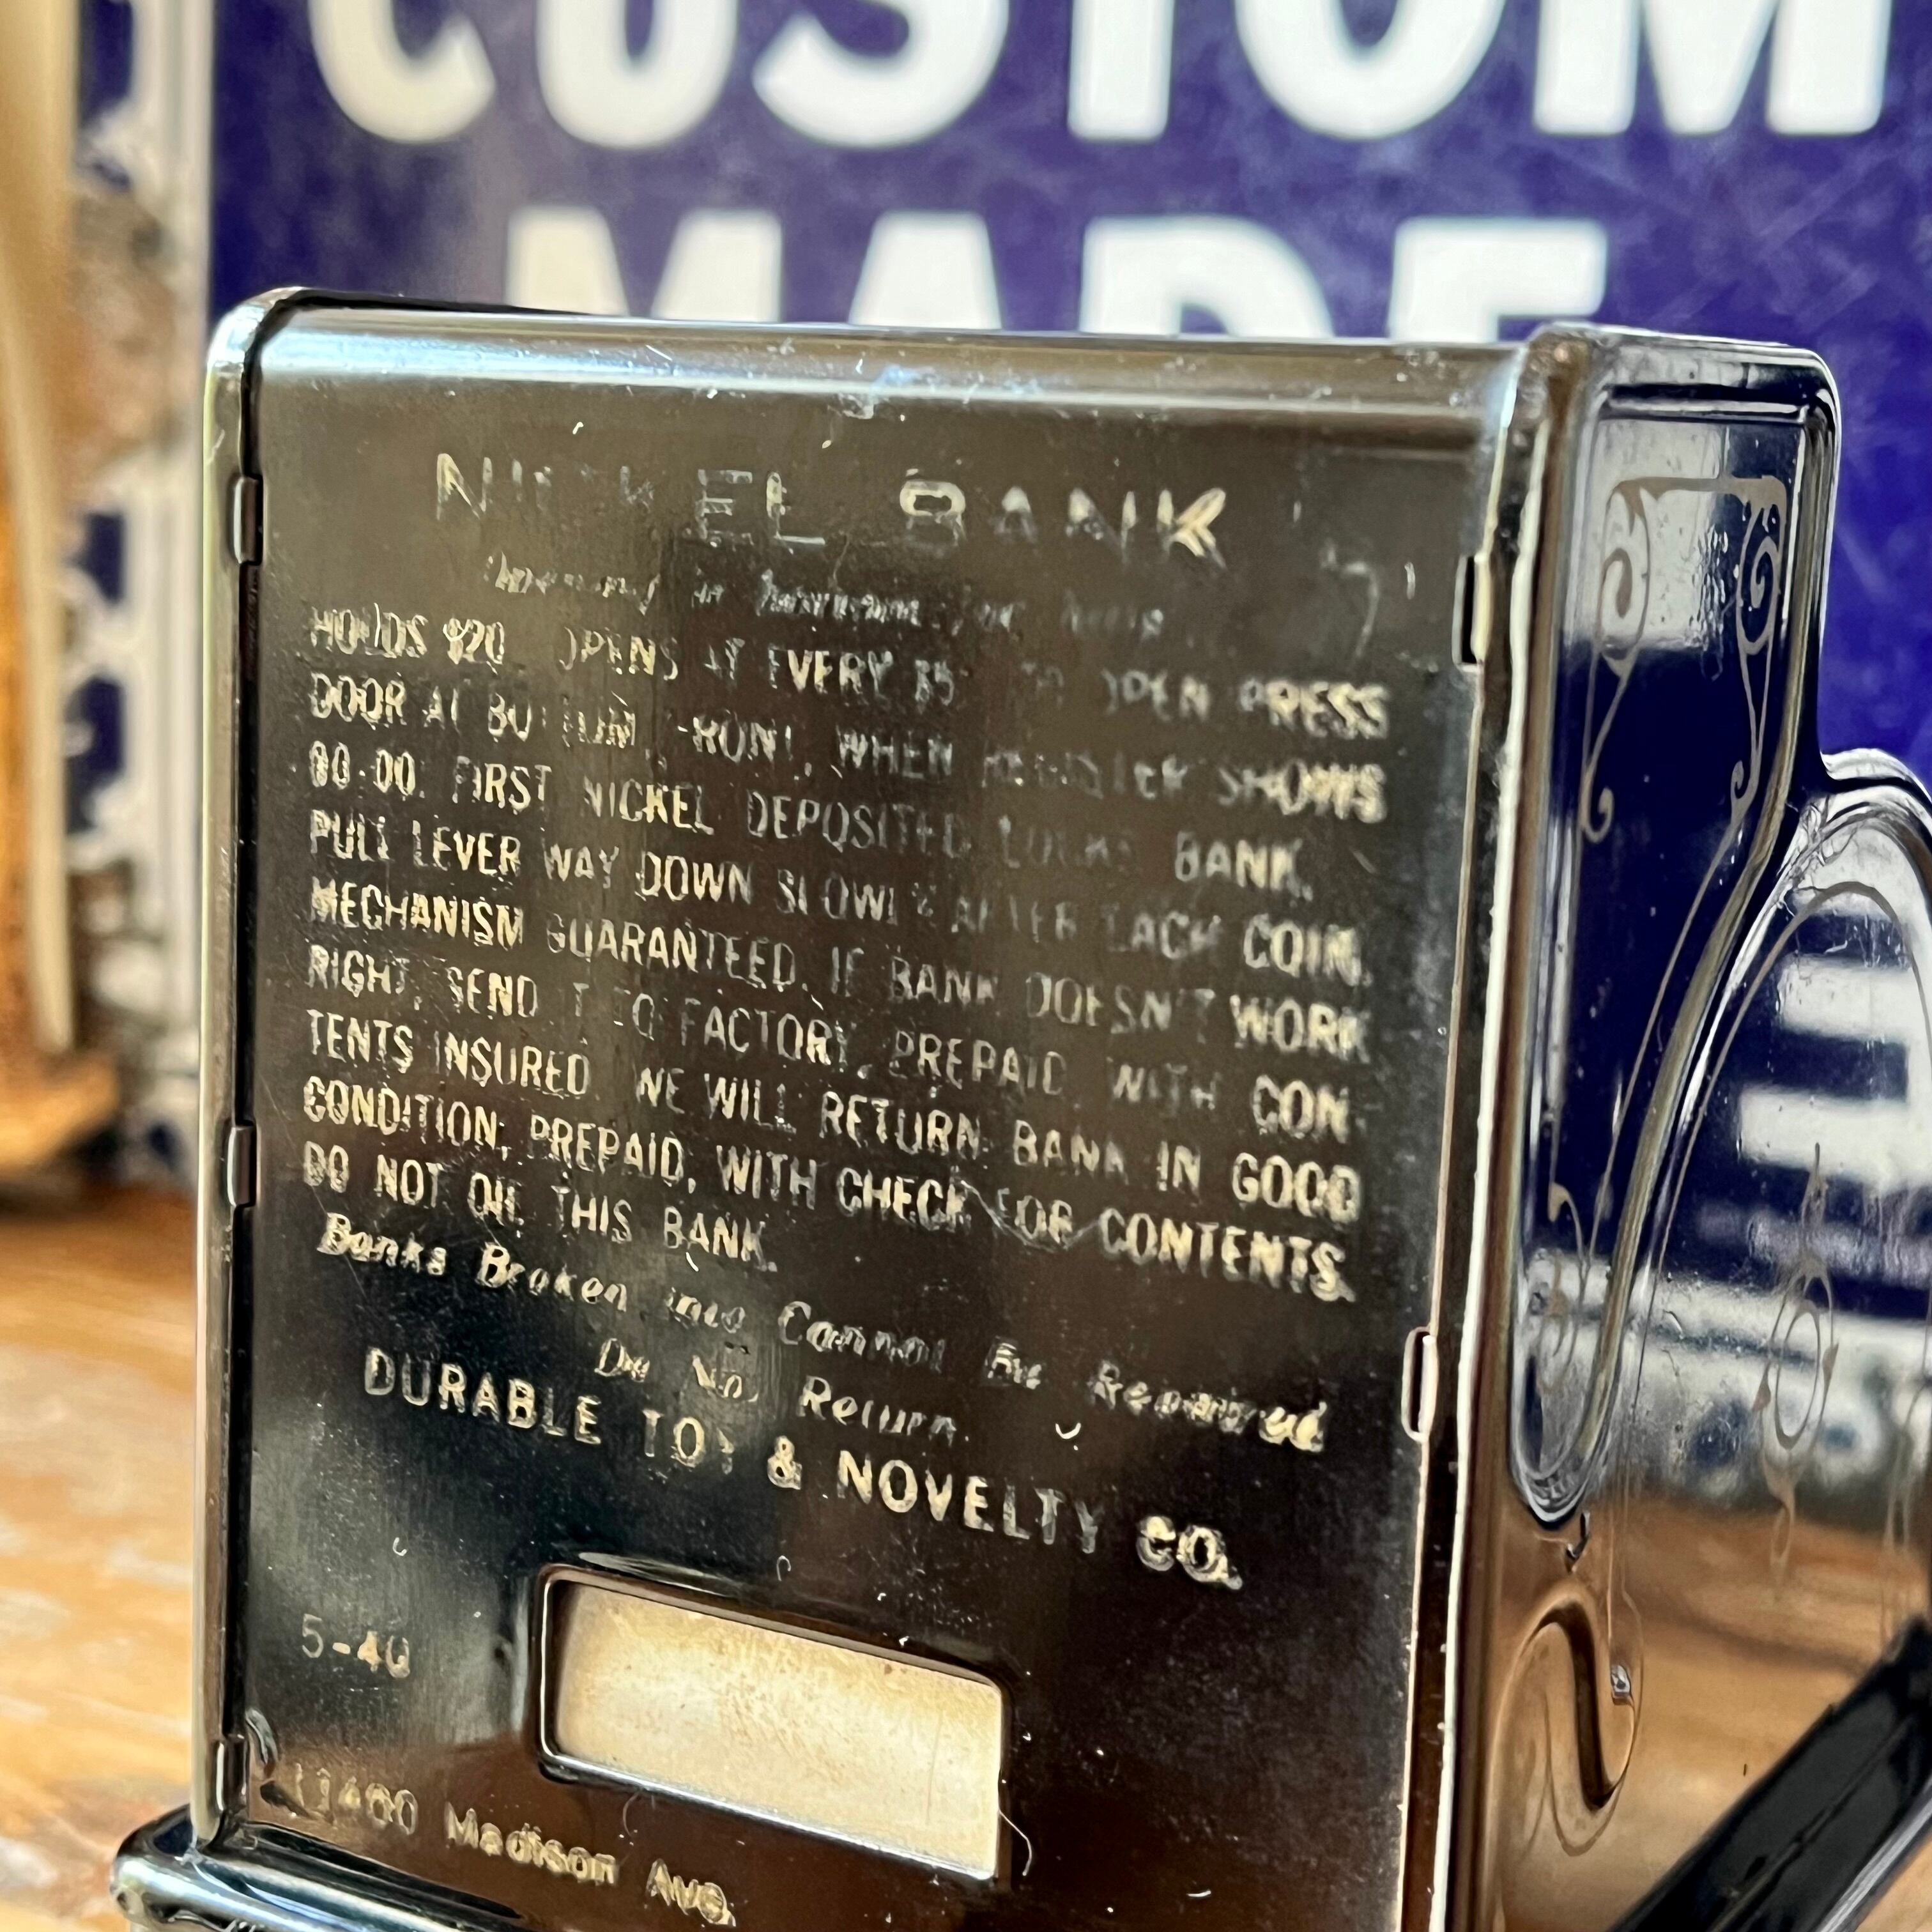 CUSTOM
MADE
NICKEL BANK
HOLDS $20 OPENS AT EVERY $5 TO OPEN PRESS
DOOR AT BOTTOM, FRONT, WHEN REGISTER SHOWS
00.00. FIRST NICKEL DEPOSITED LOCKS BANK.
PULL LEVER WAY DOWN SLOWLY AFTER EACH COIN.
MECHANISM GUARANTEED. IF BANK DOESN'T WORK
RIGHT, SEND IT TO FACTORY, PREPAID, WITH CON-
TENTS INSURED. WE WILL RETURN BANK IN GOOD
CONDITION, PREPAID, WITH CHECK FOR CONTENTS.
DO NOT OIL THIS BANK.
Banks Broken into Cannot Be Repaired
Do Not Return.
DURABLE TOY & NOVELTY CO.
5-40
Madison Ave.